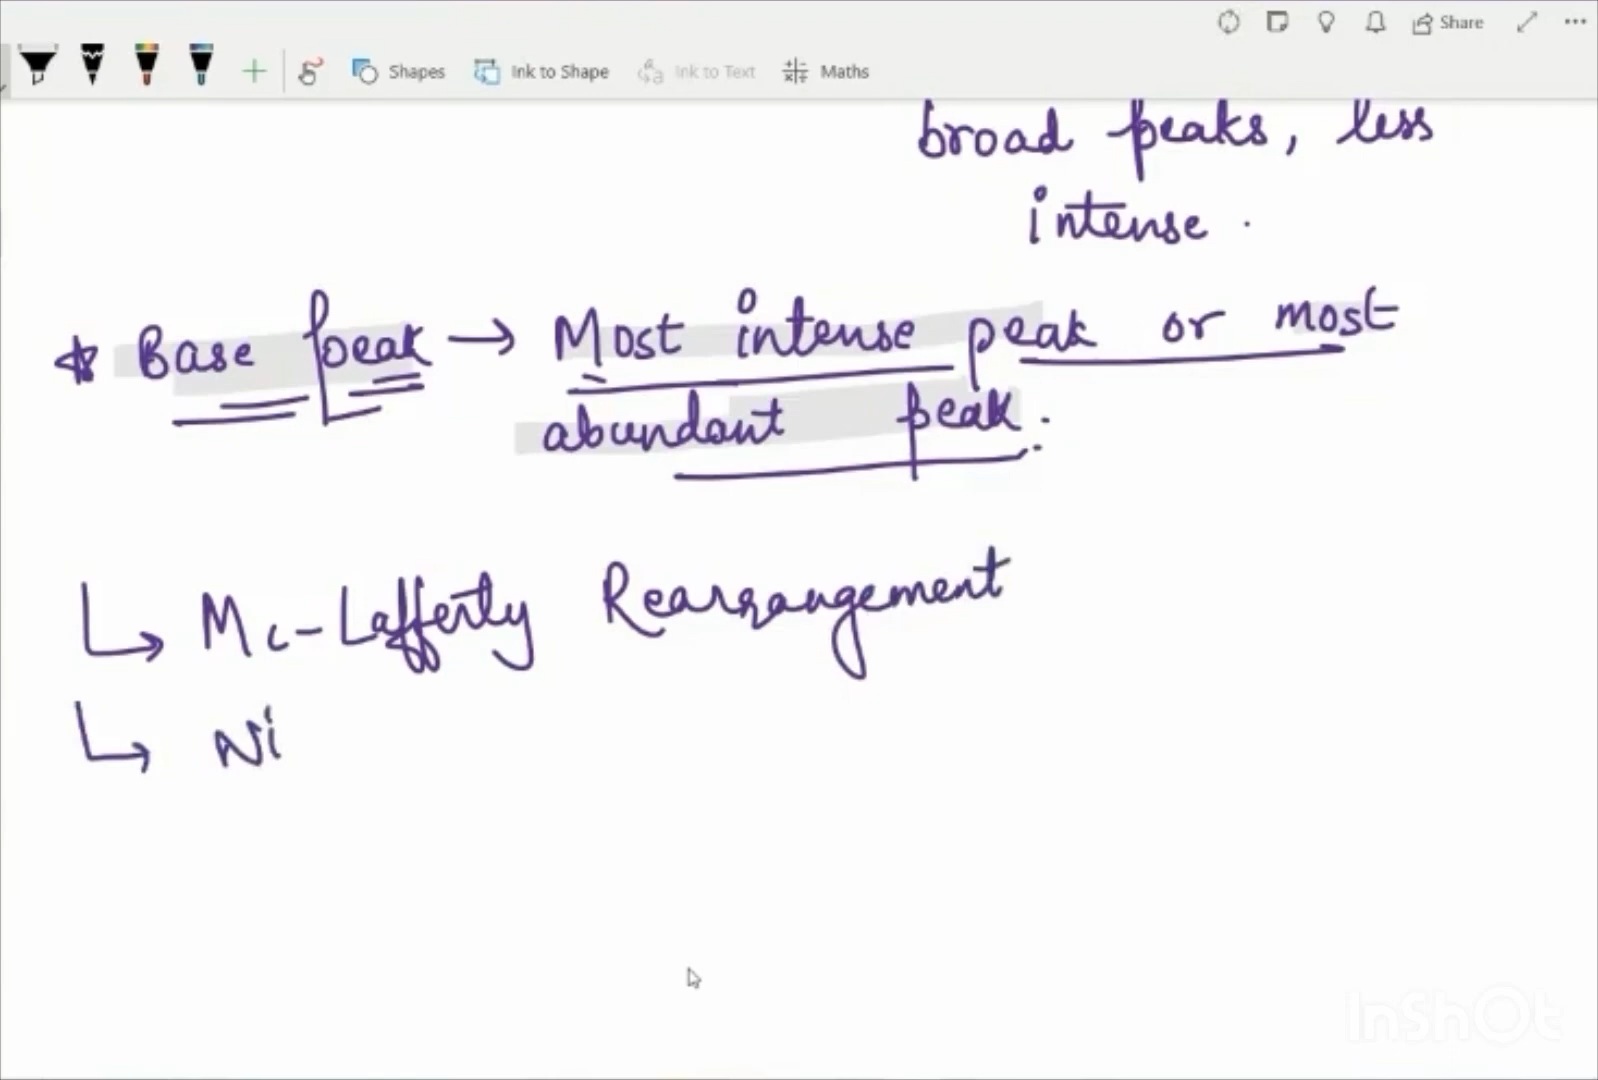 Share
Shapes Ink to Shape Ink to Text Maths
broad peaks, less
intense.
* Base peak → Most intense peak or most
abundant peak.
↳ Mc-Lafferty Rearrangement
↳ Ni
InShOt